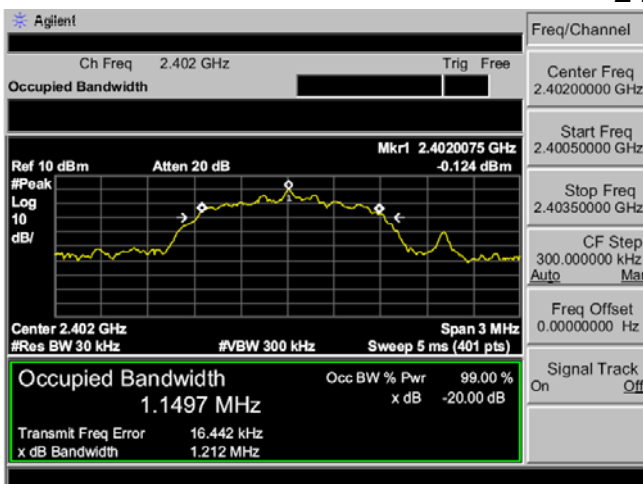 Agilent
Freq/Channel
Ch Freq 2.402 GHz Trig Free
Occupied Bandwidth
Center Freq
2.40200000 GHz
Start Freq
2.40050000 GHz
Stop Freq
2.40350000 GHz
CF Step
300.000000 kHz
Auto Man
Freq Offset
0.00000000 Hz
Signal Track
On Off
Mkr1 2.4020075 GHz
Ref 10 dBm Atten 20 dB -0.124 dBm
#Peak
Log
10
dB/
1
Center 2.402 GHz Span 3 MHz
#Res BW 30 kHz #VBW 300 kHz Sweep 5 ms (401 pts)
Occupied Bandwidth Occ BW % Pwr 99.00 %
1.1497 MHz x dB -20.00 dB
Transmit Freq Error 16.442 kHz
x dB Bandwidth 1.212 MHz